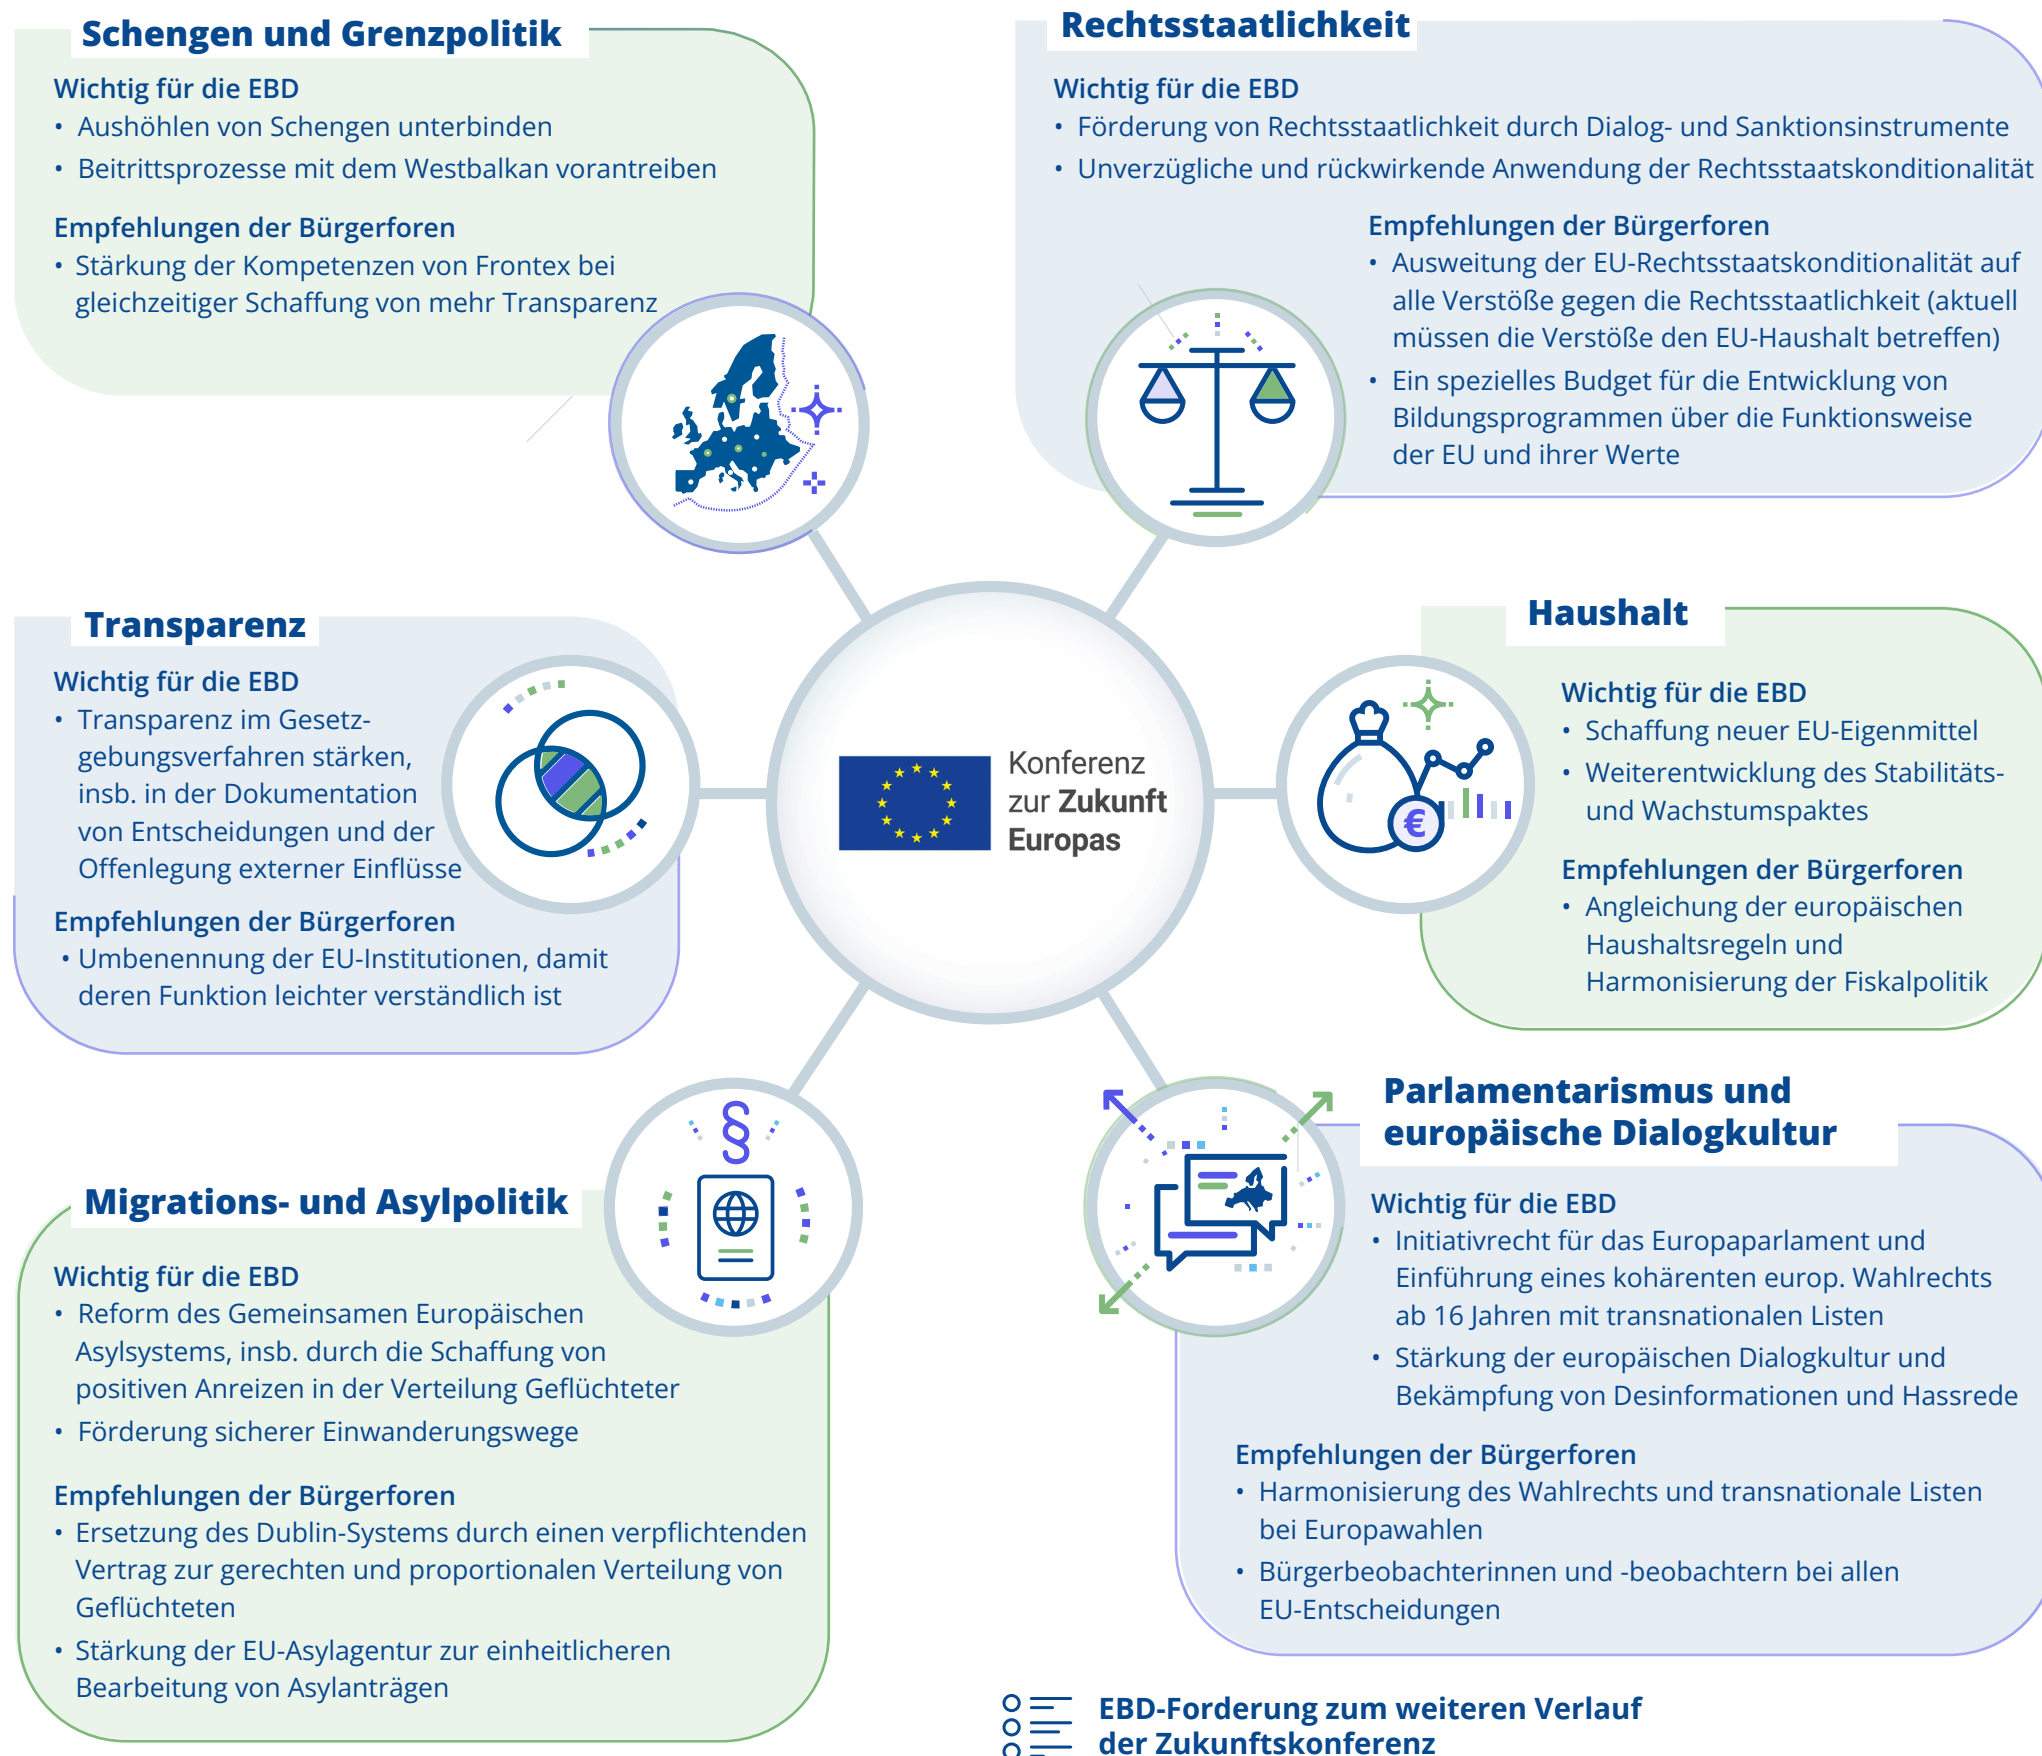 Schengen und Grenzpolitik
Wichtig für die EBD
• Aushöhlen von Schengen unterbinden
• Beitrittsprozesse mit dem Westbalkan vorantreiben
Empfehlungen der Bürgerforen
• Stärkung der Kompetenzen von Frontex bei
gleichzeitiger Schaffung von mehr Transparenz
Rechtsstaatlichkeit
Wichtig für die EBD
• Förderung von Rechtsstaatlichkeit durch Dialog- und Sanktionsinstrumente
• Unverzügliche und rückwirkende Anwendung der Rechtsstaatskonditionalität
Empfehlungen der Bürgerforen
• Ausweitung der EU-Rechtsstaatskonditionalität auf
alle Verstöße gegen die Rechtsstaatlichkeit (aktuell
müssen die Verstöße den EU-Haushalt betreffen)
• Ein spezielles Budget für die Entwicklung von
Bildungsprogrammen über die Funktionsweise
der EU und ihrer Werte
Transparenz
Wichtig für die EBD
• Transparenz im Gesetz-
gebungsverfahren stärken,
insb. in der Dokumentation
von Entscheidungen und der
Offenlegung externer Einflüsse
Empfehlungen der Bürgerforen
• Umbenennung der EU-Institutionen, damit
deren Funktion leichter verständlich ist
Konferenz
zur Zukunft
Europas
€
Haushalt
Wichtig für die EBD
• Schaffung neuer EU-Eigenmittel
• Weiterentwicklung des Stabilitäts-
und Wachstumspaktes
Empfehlungen der Bürgerforen
• Angleichung der europäischen
Haushaltsregeln und
Harmonisierung der Fiskalpolitik
§
Migrations- und Asylpolitik
Wichtig für die EBD
• Reform des Gemeinsamen Europäischen
Asylsystems, insb. durch die Schaffung von
positiven Anreizen in der Verteilung Geflüchteter
• Förderung sicherer Einwanderungswege
Empfehlungen der Bürgerforen
• Ersetzung des Dublin-Systems durch einen verpflichtenden
Vertrag zur gerechten und proportionalen Verteilung von
Geflüchteten
• Stärkung der EU-Asylagentur zur einheitlicheren
Bearbeitung von Asylanträgen
Parlamentarismus und
europäische Dialogkultur
Wichtig für die EBD
• Initiativrecht für das Europaparlament und
Einführung eines kohärenten europ. Wahlrechts
ab 16 Jahren mit transnationalen Listen
• Stärkung der europäischen Dialogkultur und
Bekämpfung von Desinformationen und Hassrede
Empfehlungen der Bürgerforen
• Harmonisierung des Wahlrechts und transnationale Listen
bei Europawahlen
• Bürgerbeobachterinnen und -beobachtern bei allen
EU-Entscheidungen
EBD-Forderung zum weiteren Verlauf
der Zukunftskonferenz